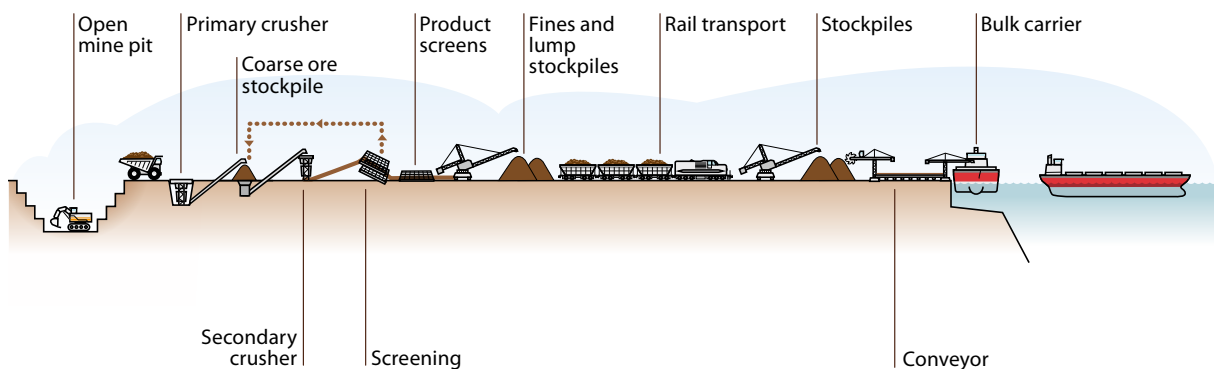 Open
mine pit
Primary crusher
Coarse ore
stockpile
Product
screens
Fines and
lump
stockpiles
Rail transport
Stockpiles
Bulk carrier
Secondary
crusher
Screening
Conveyor